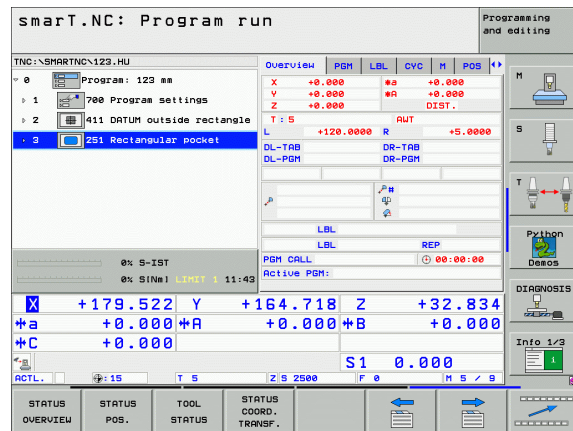 smarT.NC: Program run
Programming
and editing
TNC:\SMARTNC\123.HU
0 Program: 123 mm
1 700 Program settings
2 411 DATUM outside rectangle
3 251 Rectangular pocket
0% S-IST
0% S[Nm] LIMIT 1 11:43
Overview PGM LBL CYC M POS
X +0.000 *a +0.000
Y +0.000 *A +0.000
Z +0.000 DIST.
T : 5 AWT
L +120.0000 R +5.0000
DL-TAB DR-TAB
DL-PGM DR-PGM
LBL
LBL REP
PGM CALL 00:00:00
Active PGM:
X +179.522 Y +164.718 Z +32.834
*a +0.000 *A +0.000 *B +0.000
*C +0.000
S1 0.000
ACTL. : 15 T 5 Z S 2500 F 0 M 5 / 9
M
S
T
Python
Demos
DIAGNOSIS
Info 1/3
STATUS
OVERVIEW
STATUS
POS.
TOOL
STATUS
STATUS
COORD.
TRANSF.